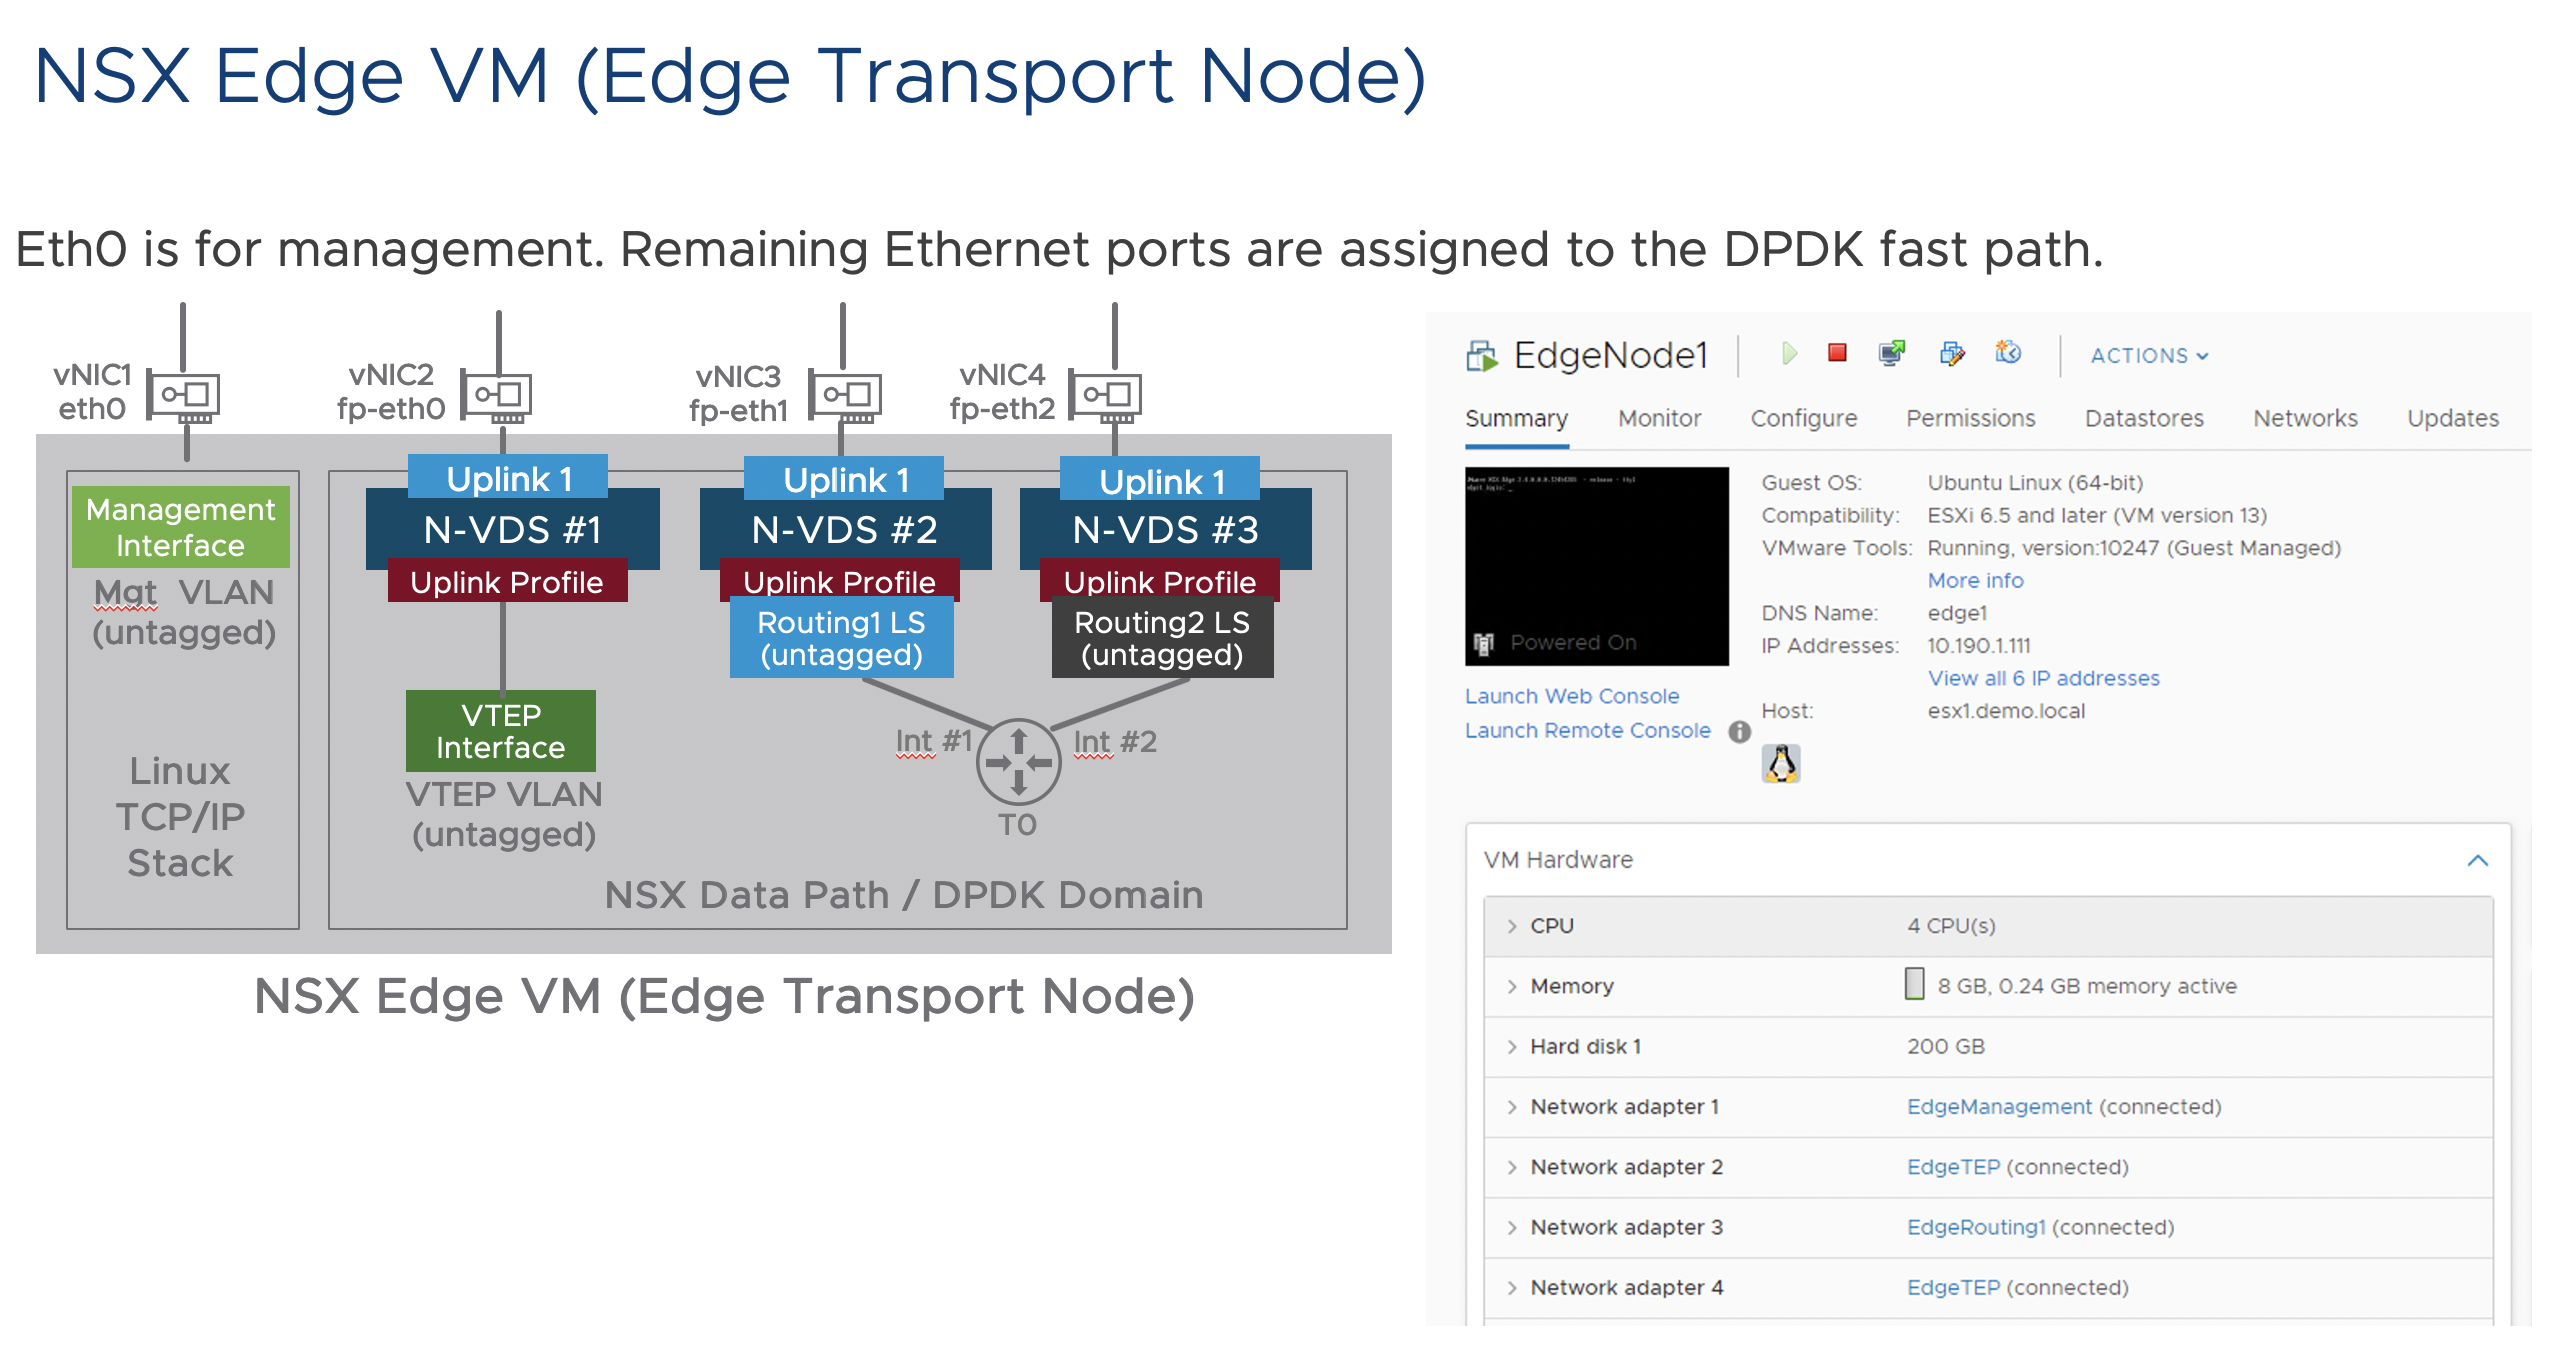 NSX Edge VM (Edge Transport Node)
Eth0 is for management. Remaining Ethernet ports are assigned to the DPDK fast path.
vNIC1
eth0
vNIC2
fp-eth0
vNIC3
fp-eth1
vNIC4
fp-eth2
Management
Interface
Mgt VLAN
(untagged)
Linux
TCP/IP
Stack
Uplink 1
N-VDS #1
Uplink Profile
VTEP
Interface
VTEP VLAN
(untagged)
Uplink 1
N-VDS #2
Uplink Profile
Routing1 LS
(untagged)
Uplink 1
N-VDS #3
Uplink Profile
Routing2 LS
(untagged)
Int #1
Int #2
T0
NSX Data Path / DPDK Domain
NSX Edge VM (Edge Transport Node)
EdgeNode1
ACTIONS
Summary Monitor Configure Permissions Datastores Networks Updates
Powered On
Launch Web Console
Launch Remote Console
Guest OS: Ubuntu Linux (64-bit)
Compatibility: ESXi 6.5 and later (VM version 13)
VMware Tools: Running, version:10247 (Guest Managed)
More info
DNS Name: edge1
IP Addresses: 10.190.1.111
View all 6 IP addresses
Host: esx1.demo.local
VM Hardware
CPU 4 CPU(s)
Memory 8 GB, 0.24 GB memory active
Hard disk 1 200 GB
Network adapter 1 EdgeManagement (connected)
Network adapter 2 EdgeTEP (connected)
Network adapter 3 EdgeRouting1 (connected)
Network adapter 4 EdgeTEP (connected)